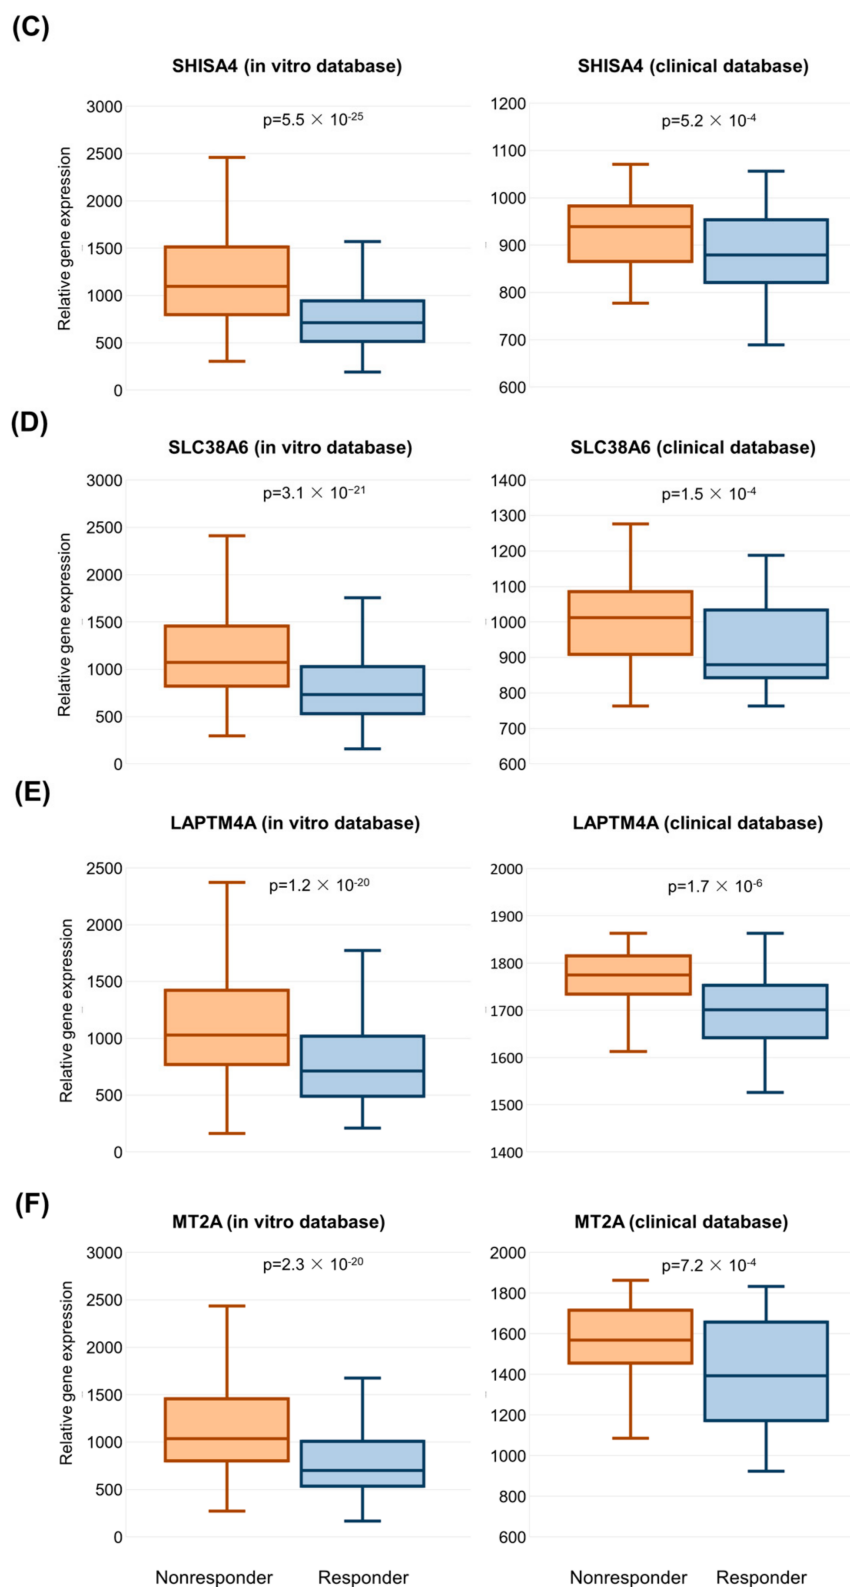 (C)
SHISA4 (in vitro database)
SHISA4 (clinical database)
p=5.5 × 10-25
p=5.2 × 10-4
Relative gene expression
3000
2500
2000
1500
1000
500
0
1200
1100
1000
900
800
700
600
(D)
SLC38A6 (in vitro database)
SLC38A6 (clinical database)
p=3.1 × 10−21
p=1.5 × 10-4
Relative gene expression
3000
2500
2000
1500
1000
500
0
1400
1300
1200
1100
1000
900
800
700
600
(E)
LAPTM4A (in vitro database)
LAPTM4A (clinical database)
p=1.2 × 10-20
p=1.7 × 10-6
Relative gene expression
2500
2000
1500
1000
500
0
2000
1900
1800
1700
1600
1500
1400
(F)
MT2A (in vitro database)
MT2A (clinical database)
p=2.3 × 10-20
p=7.2 × 10-4
Relative gene expression
3000
2500
2000
1500
1000
500
0
2000
1800
1600
1400
1200
1000
800
600
Nonresponder Responder
Nonresponder Responder